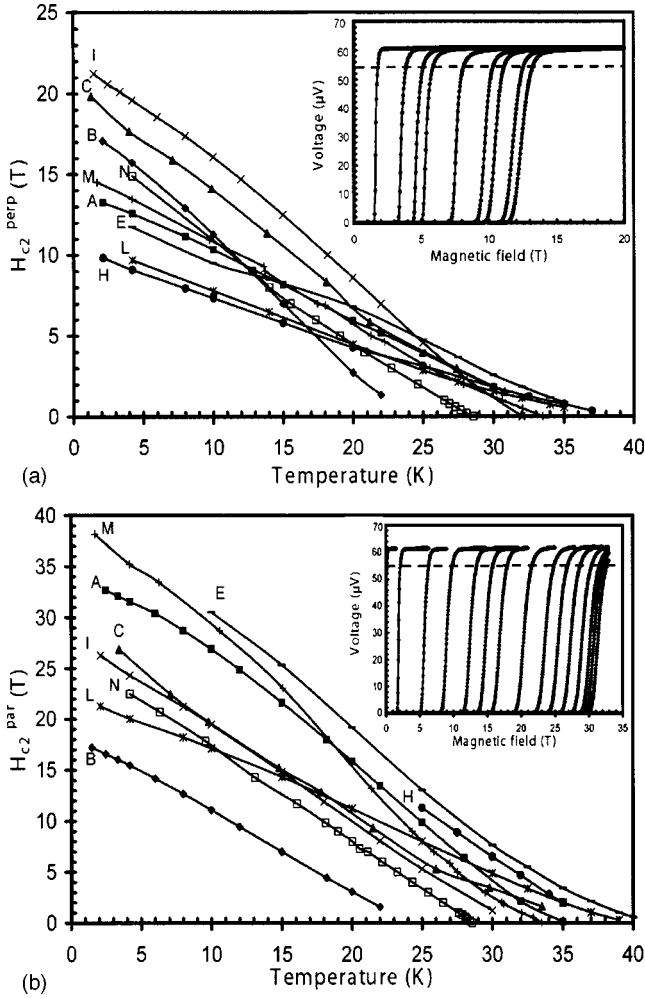 25
20
15
10
5
0
H_c2^perp (T)
I
C
B
M
N
A
E
L
H
0 5 10 15 20 25 30 35 40
Temperature (K)
(a)
70
60
50
40
30
20
10
0
Voltage (µV)
0 5 10 15 20
Magnetic field (T)
40
35
30
25
20
15
10
5
0
H_c2^par (T)
M
E
A
I
C
N
L
B
H
0 5 10 15 20 25 30 35 40
Temperature (K)
(b)
70
60
50
40
30
20
10
0
Voltage (µV)
0 5 10 15 20 25 30 35
Magnetic field (T)